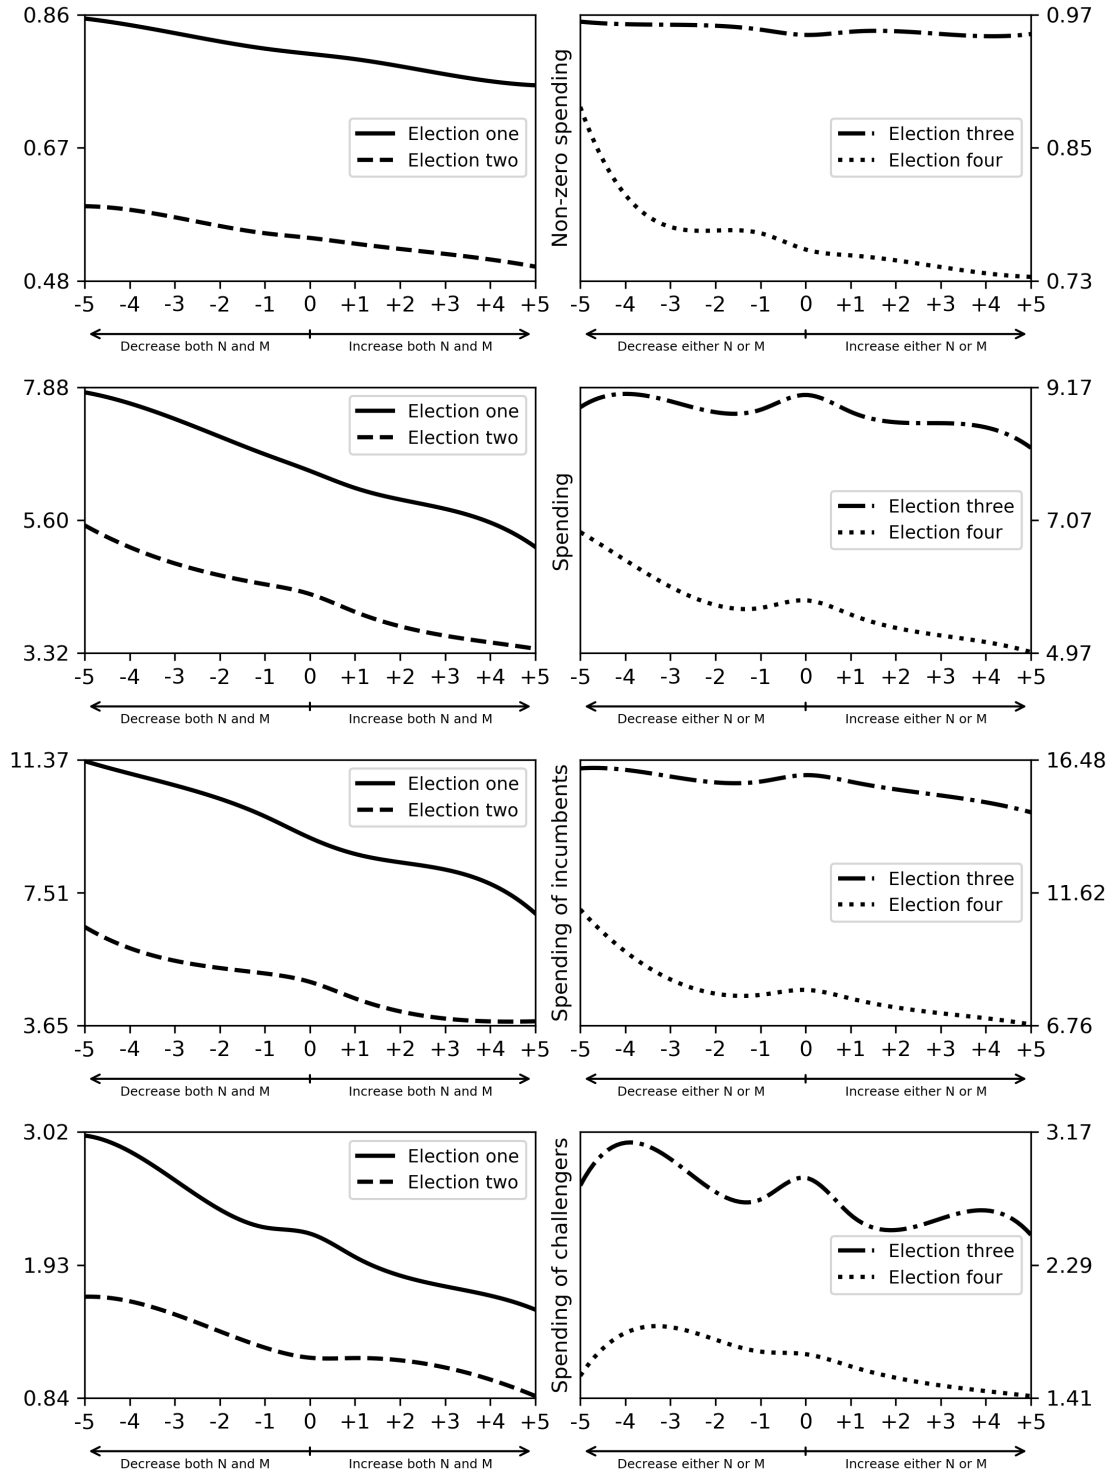 0.86
0.67
0.48
Election one
Election two
-5 -4 -3 -2 -1 0 +1 +2 +3 +4 +5
Decrease both N and M Increase both N and M
Non-zero spending
0.97
0.85
0.73
Election three
Election four
-5 -4 -3 -2 -1 0 +1 +2 +3 +4 +5
Decrease either N or M Increase either N or M
7.88
5.60
3.32
Election one
Election two
-5 -4 -3 -2 -1 0 +1 +2 +3 +4 +5
Decrease both N and M Increase both N and M
Spending
9.17
7.07
4.97
Election three
Election four
-5 -4 -3 -2 -1 0 +1 +2 +3 +4 +5
Decrease either N or M Increase either N or M
11.37
7.51
3.65
Election one
Election two
-5 -4 -3 -2 -1 0 +1 +2 +3 +4 +5
Decrease both N and M Increase both N and M
Spending of incumbents
16.48
11.62
6.76
Election three
Election four
-5 -4 -3 -2 -1 0 +1 +2 +3 +4 +5
Decrease either N or M Increase either N or M
3.02
1.93
0.84
Election one
Election two
-5 -4 -3 -2 -1 0 +1 +2 +3 +4 +5
Decrease both N and M Increase both N and M
Spending of challengers
3.17
2.29
1.41
Election three
Election four
-5 -4 -3 -2 -1 0 +1 +2 +3 +4 +5
Decrease either N or M Increase either N or M